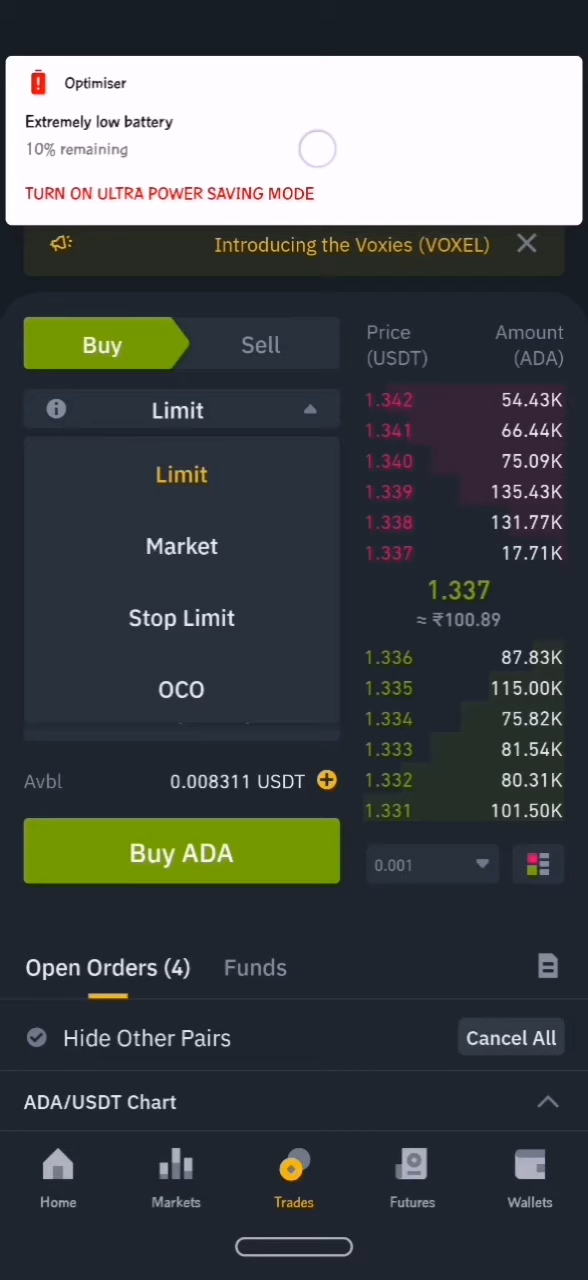 Optimiser
Extremely low battery
10% remaining
TURN ON ULTRA POWER SAVING MODE
Introducing the Voxies (VOXEL)
Buy
Sell
Limit
Limit
Market
Stop Limit
OCO
Avbl 0.008311 USDT
Buy ADA
Price Amount
(USDT) (ADA)
1.342 54.43K
1.341 66.44K
1.340 75.09K
1.339 135.43K
1.338 131.77K
1.337 17.71K
1.337
≈ ₹100.89
1.336 87.83K
1.335 115.00K
1.334 75.82K
1.333 81.54K
1.332 80.31K
1.331 101.50K
0.001
Open Orders (4) Funds
Hide Other Pairs Cancel All
ADA/USDT Chart
Home Markets Trades Futures Wallets